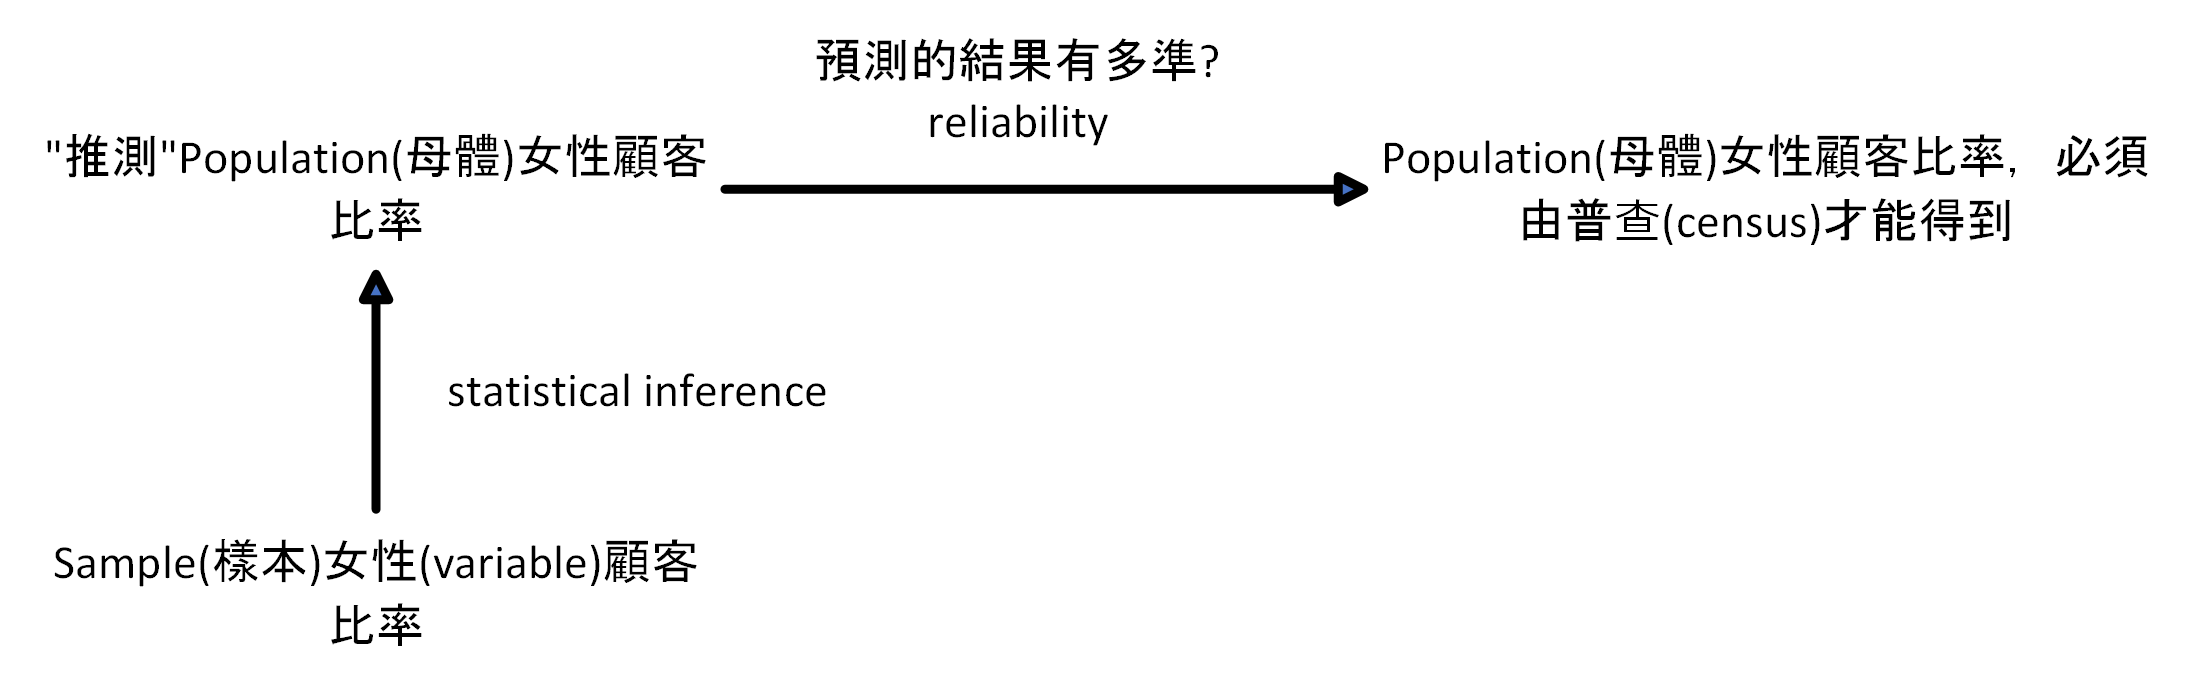 預測的結果有多準?
reliability
"推測"Population(母體)女性顧客
比率
Population(母體)女性顧客比率，必須
由普查(census)才能得到
statistical inference
Sample(樣本)女性(variable)顧客
比率